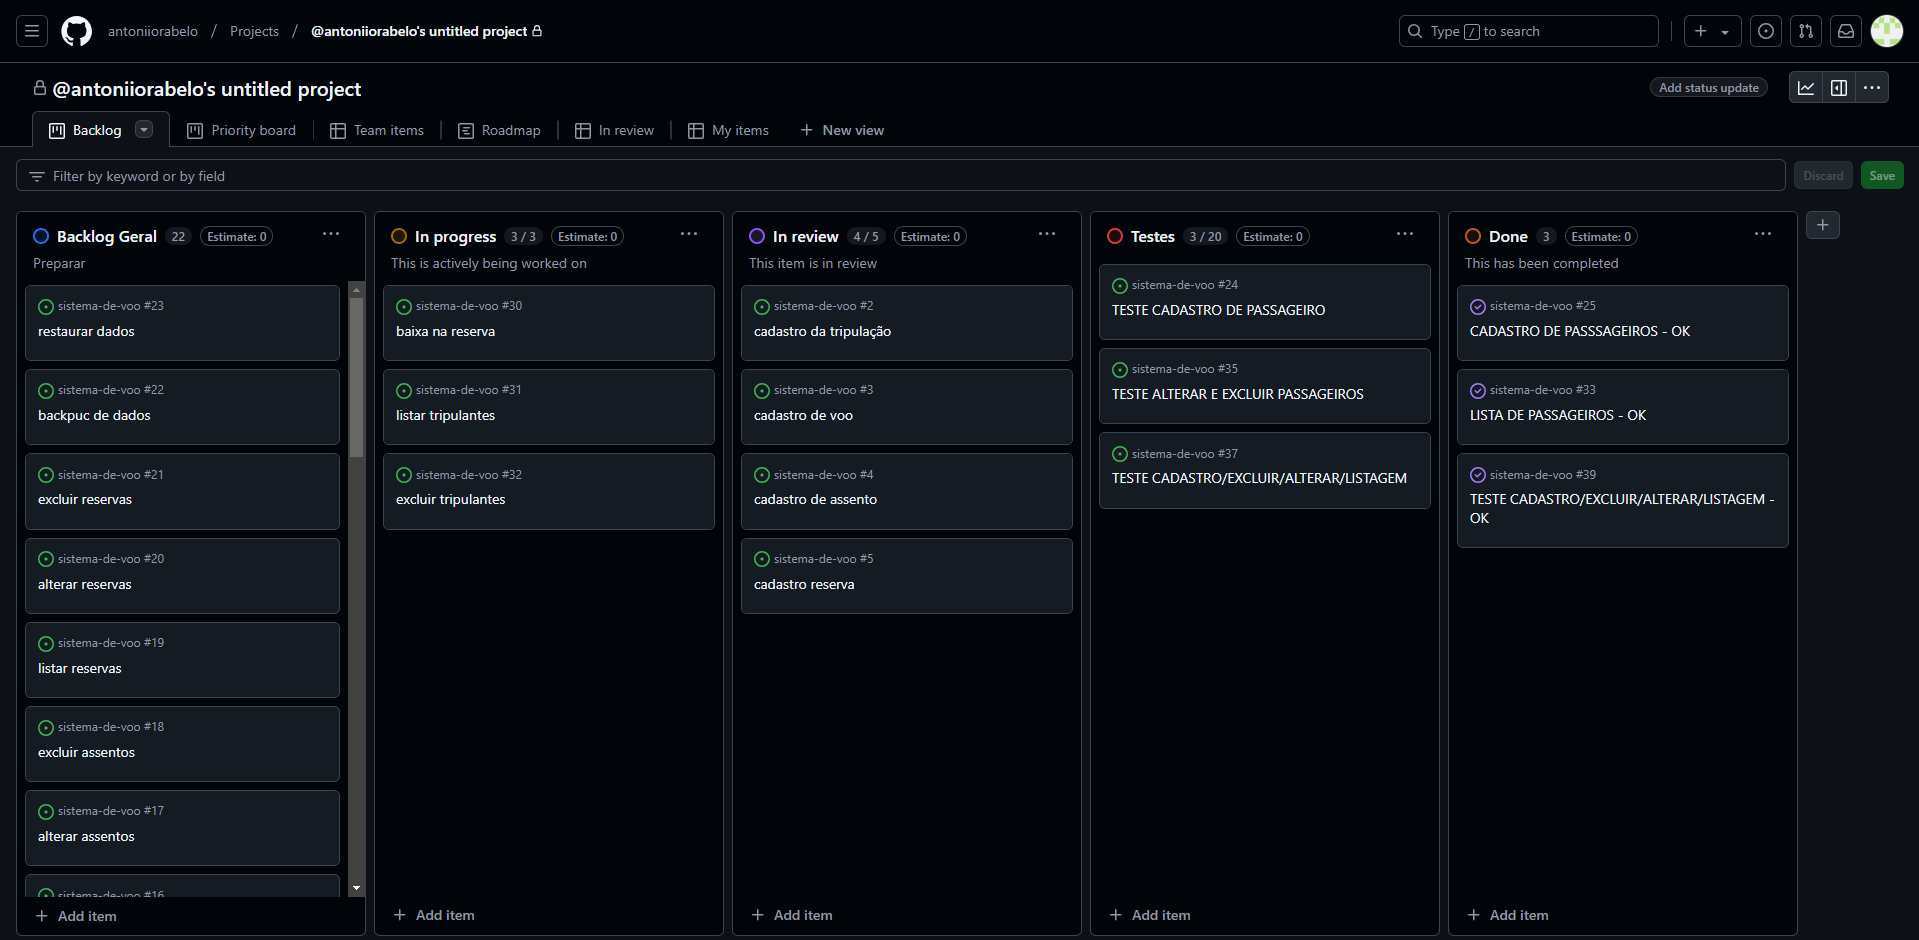 antoniiorabelo / Projects / @antoniiorabelo's untitled project
Type / to search
@antoniiorabelo's untitled project
Add status update
Backlog
Priority board
Team items
Roadmap
In review
My items
New view
Filter by keyword or by field
Discard
Save
Backlog Geral 22 Estimate: 0
Preparar
sistema-de-voo #23
restaurar dados
sistema-de-voo #22
backpuc de dados
sistema-de-voo #21
excluir reservas
sistema-de-voo #20
alterar reservas
sistema-de-voo #19
listar reservas
sistema-de-voo #18
excluir assentos
sistema-de-voo #17
alterar assentos
sistema-de-voo #16
Add item
In progress 3 / 3 Estimate: 0
This is actively being worked on
sistema-de-voo #30
baixa na reserva
sistema-de-voo #31
listar tripulantes
sistema-de-voo #32
excluir tripulantes
Add item
In review 4 / 5 Estimate: 0
This item is in review
sistema-de-voo #2
cadastro da tripulação
sistema-de-voo #3
cadastro de voo
sistema-de-voo #4
cadastro de assento
sistema-de-voo #5
cadastro reserva
Add item
Testes 3 / 20 Estimate: 0
sistema-de-voo #24
TESTE CADASTRO DE PASSAGEIRO
sistema-de-voo #35
TESTE ALTERAR E EXCLUIR PASSAGEIROS
sistema-de-voo #37
TESTE CADASTRO/EXCLUIR/ALTERAR/LISTAGEM
Add item
Done 3 Estimate: 0
This has been completed
sistema-de-voo #25
CADASTRO DE PASSSAGEIROS - OK
sistema-de-voo #33
LISTA DE PASSAGEIROS - OK
sistema-de-voo #39
TESTE CADASTRO/EXCLUIR/ALTERAR/LISTAGEM -
OK
Add item